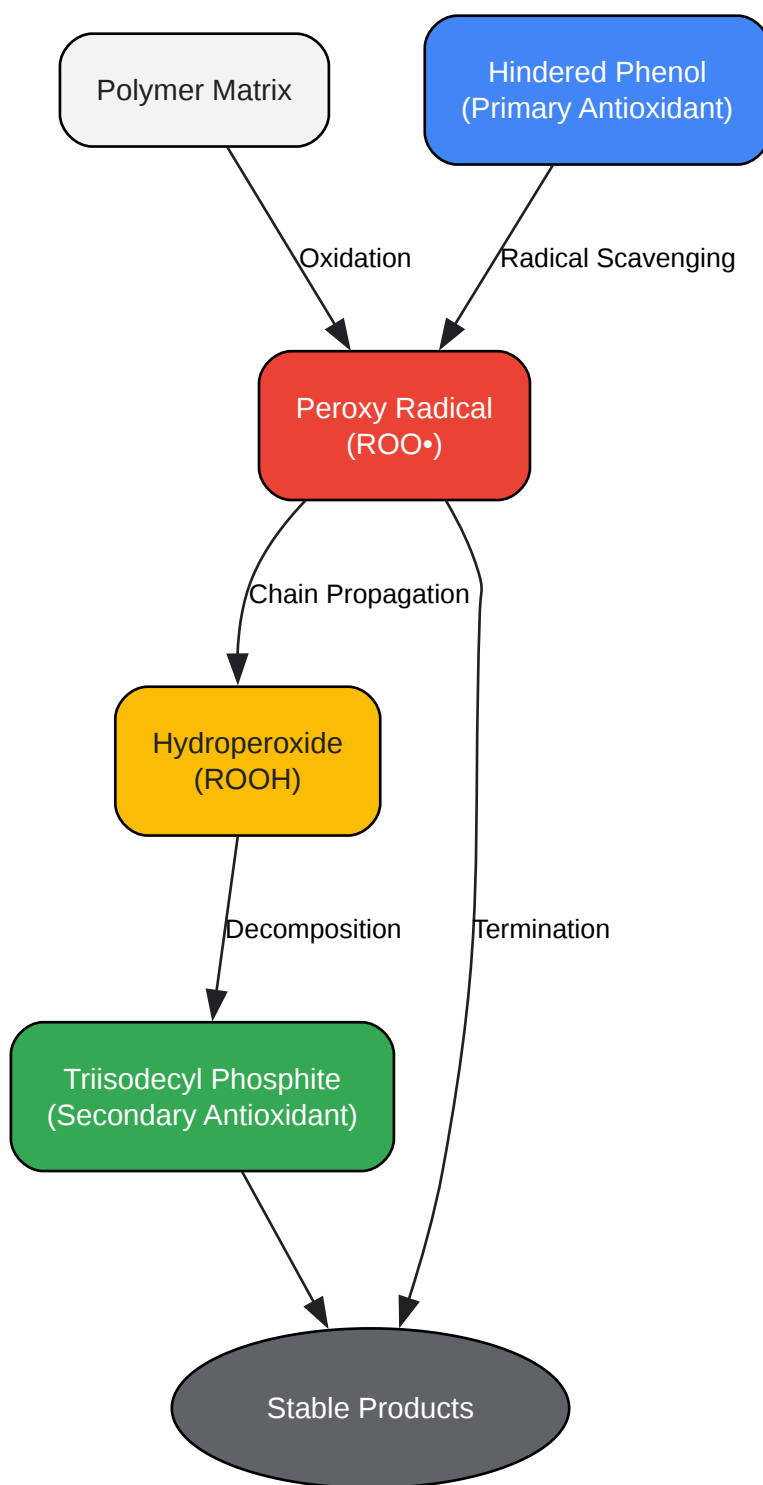 Polymer Matrix
Hindered Phenol
(Primary Antioxidant)
Oxidation
Radical Scavenging
Peroxy Radical
(ROO•)
Chain Propagation
Hydroperoxide
(ROOH)
Decomposition
Termination
Triisodecyl Phosphite
(Secondary Antioxidant)
Stable Products